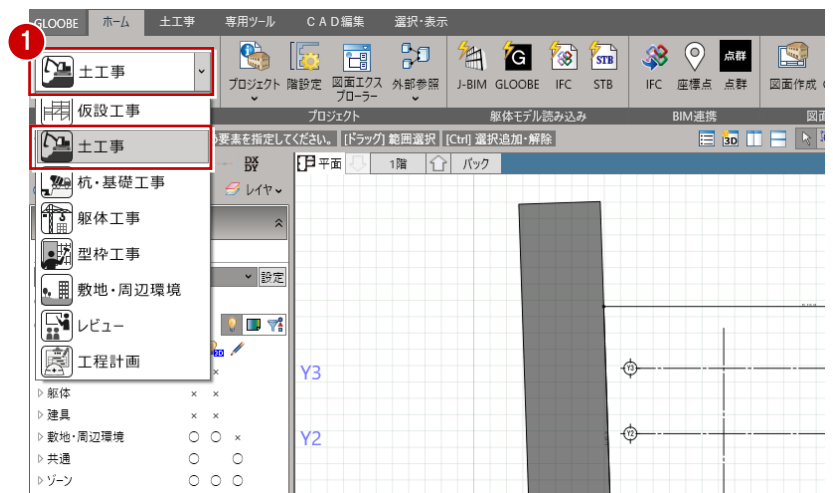 GLOOBE ホーム 土工事 専用ツール CAD編集 選択・表示
1
土工事
プロジェクト 階設定 図面エクスプローラー 外部参照 J-BIM GLOOBE IFC STB IFC 座標点 点群 図面作成
点群
プロジェクト 躯体モデル読み込み BIM連携 図面
要素を指定してください。 [ドラッグ] 範囲選択 [Ctrl] 選択追加・解除
3D
仮設工事
土工事
杭・基礎工事
躯体工事
型枠工事
敷地・周辺環境
レビュー
工程計画
平面 1階 バック
レイヤ
設定
3D
×
▷ 躯体 × ×
▷ 建具 × ×
▷ 敷地・周辺環境 ○ ○ ×
▷ 共通 ○ ○
▷ ゾーン ○ ○ ○
Y3
Y3
Y2
Y2